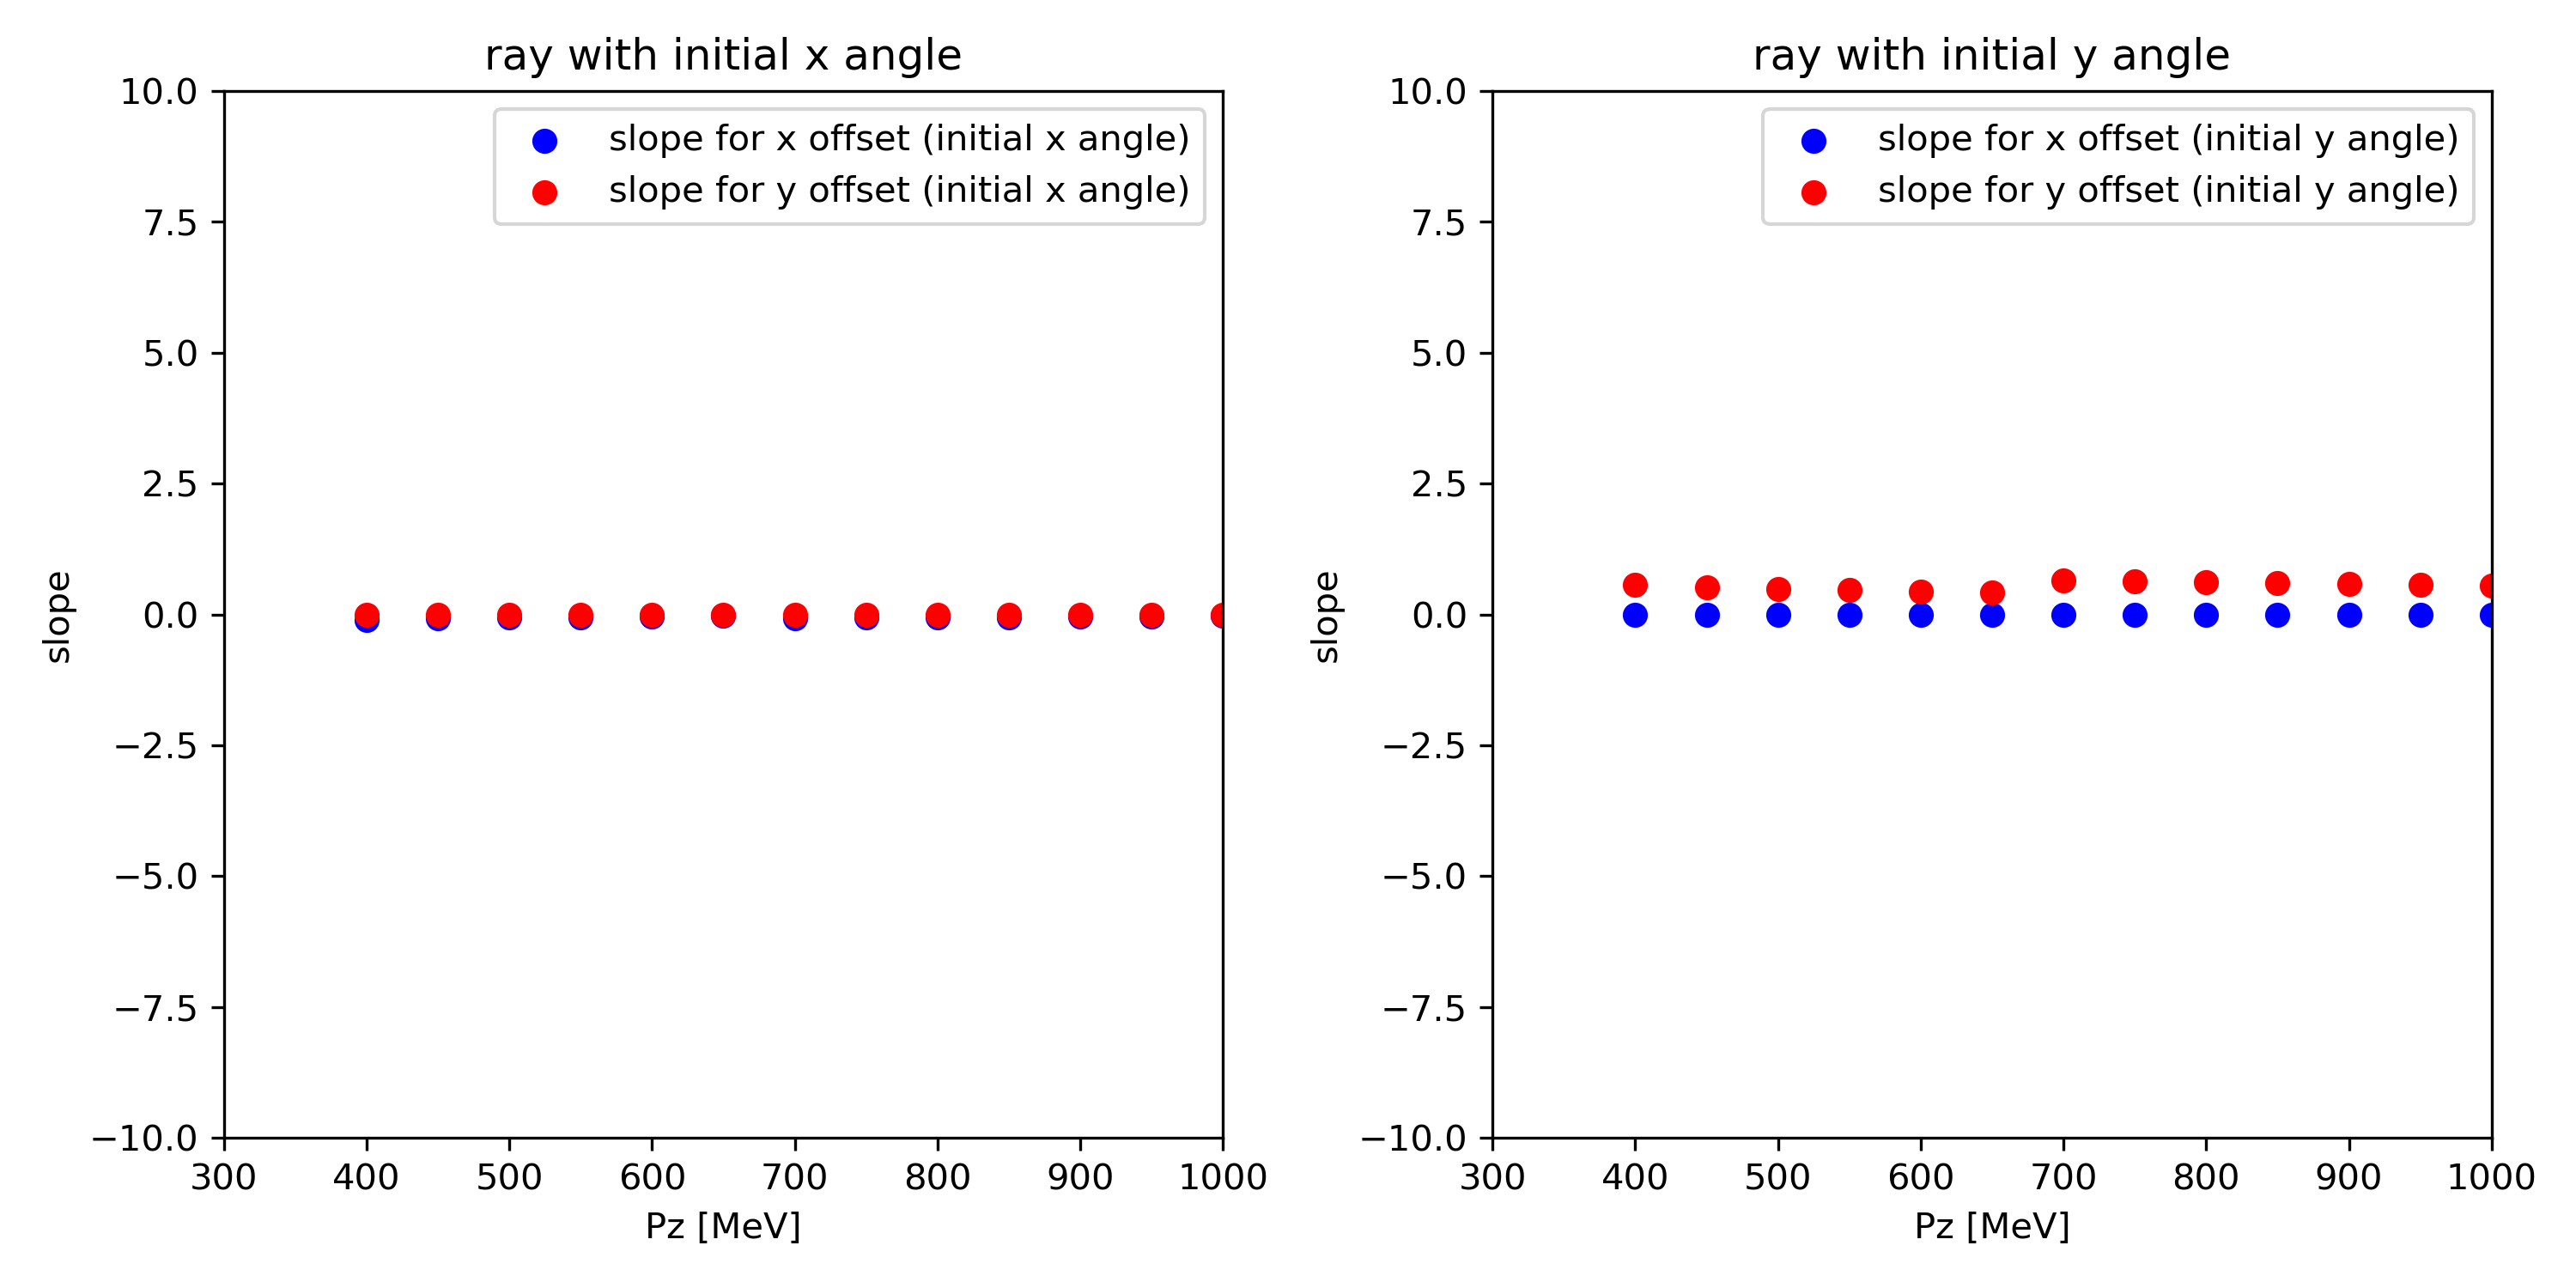 ray with initial x angle
slope for x offset (initial x angle)
slope for y offset (initial x angle)
10.0
7.5
5.0
2.5
0.0
−2.5
−5.0
−7.5
−10.0
slope
300 400 500 600 700 800 900 1000
Pz [MeV]
ray with initial y angle
slope for x offset (initial y angle)
slope for y offset (initial y angle)
10.0
7.5
5.0
2.5
0.0
−2.5
−5.0
−7.5
−10.0
slope
300 400 500 600 700 800 900 1000
Pz [MeV]